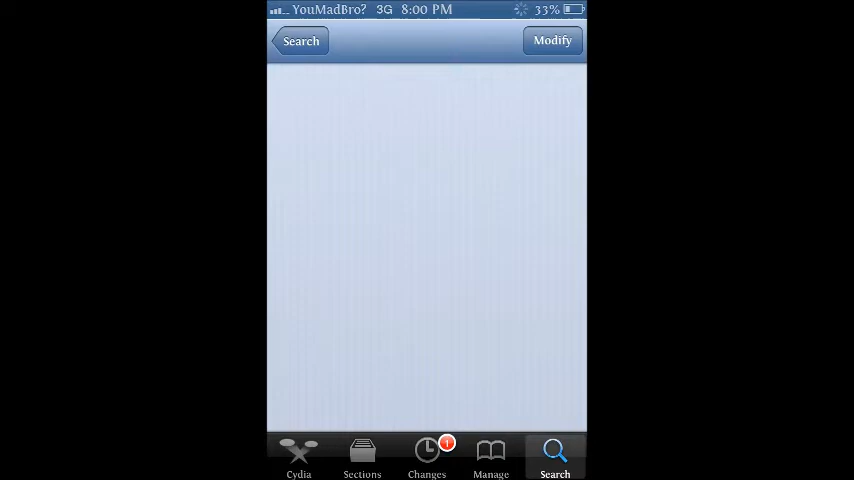 YouMadBro? 3G 8:00 PM 33%
Search Modify
1
Cydia Sections Changes Manage Search